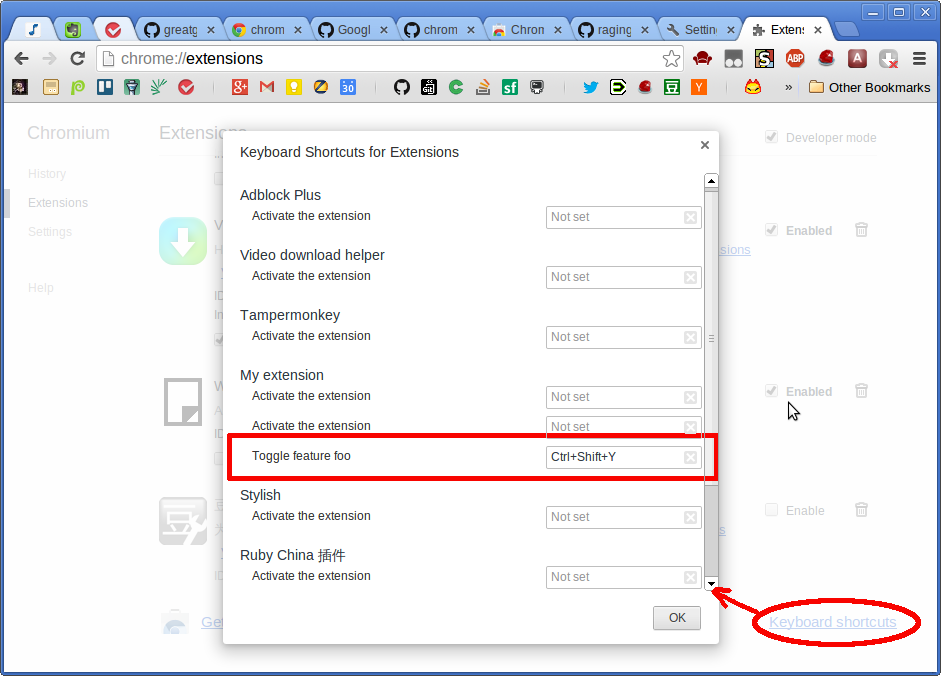 greatg
chrom
Googl
chrom
Chrom
raging
Settin
Extens
chrome://extensions
ABP
A
g+
30
git
sf
Y
»
Other Bookmarks
Chromium
Extensions
Developer mode
History
Extensions
Settings
Help
Keyboard Shortcuts for Extensions
Adblock Plus
Activate the extension
Not set
Video download helper
Activate the extension
Not set
Tampermonkey
Activate the extension
Not set
My extension
Activate the extension
Not set
Activate the extension
Not set
Toggle feature foo
Ctrl+Shift+Y
Stylish
Activate the extension
Not set
Ruby China 插件
Activate the extension
Not set
OK
Enabled
Enabled
Enable
Keyboard shortcuts